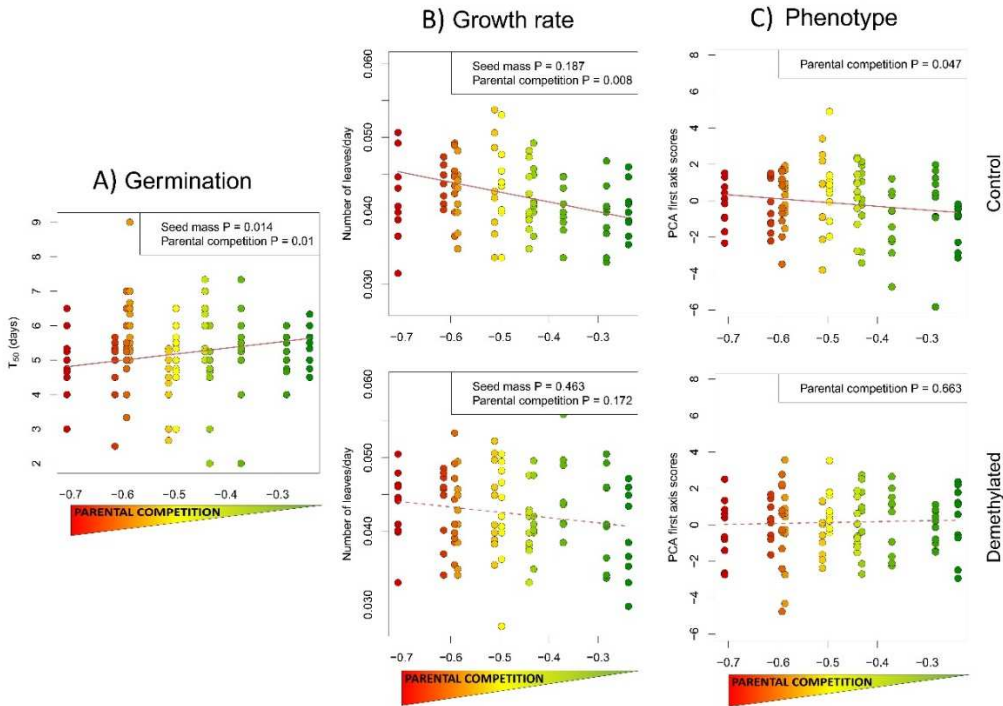 B) Growth rate
C) Phenotype
Seed mass P = 0.187
Parental competition P = 0.008
0.060
0.050
0.040
0.030
Number of leaves/day
−0.7 −0.6 −0.5 −0.4 −0.3
Parental competition P = 0.047
8
6
4
2
0
−2
−4
−6
PCA first axis scores
−0.7 −0.6 −0.5 −0.4 −0.3
Control
A) Germination
Seed mass P = 0.014
Parental competition P = 0.01
9
8
7
6
5
4
3
2
T50 (days)
−0.7 −0.6 −0.5 −0.4 −0.3
PARENTAL COMPETITION
Seed mass P = 0.463
Parental competition P = 0.172
0.060
0.050
0.040
0.030
Number of leaves/day
−0.7 −0.6 −0.5 −0.4 −0.3
PARENTAL COMPETITION
Parental competition P = 0.663
8
6
4
2
0
−2
−4
−6
PCA first axis scores
−0.7 −0.6 −0.5 −0.4 −0.3
PARENTAL COMPETITION
Demethylated